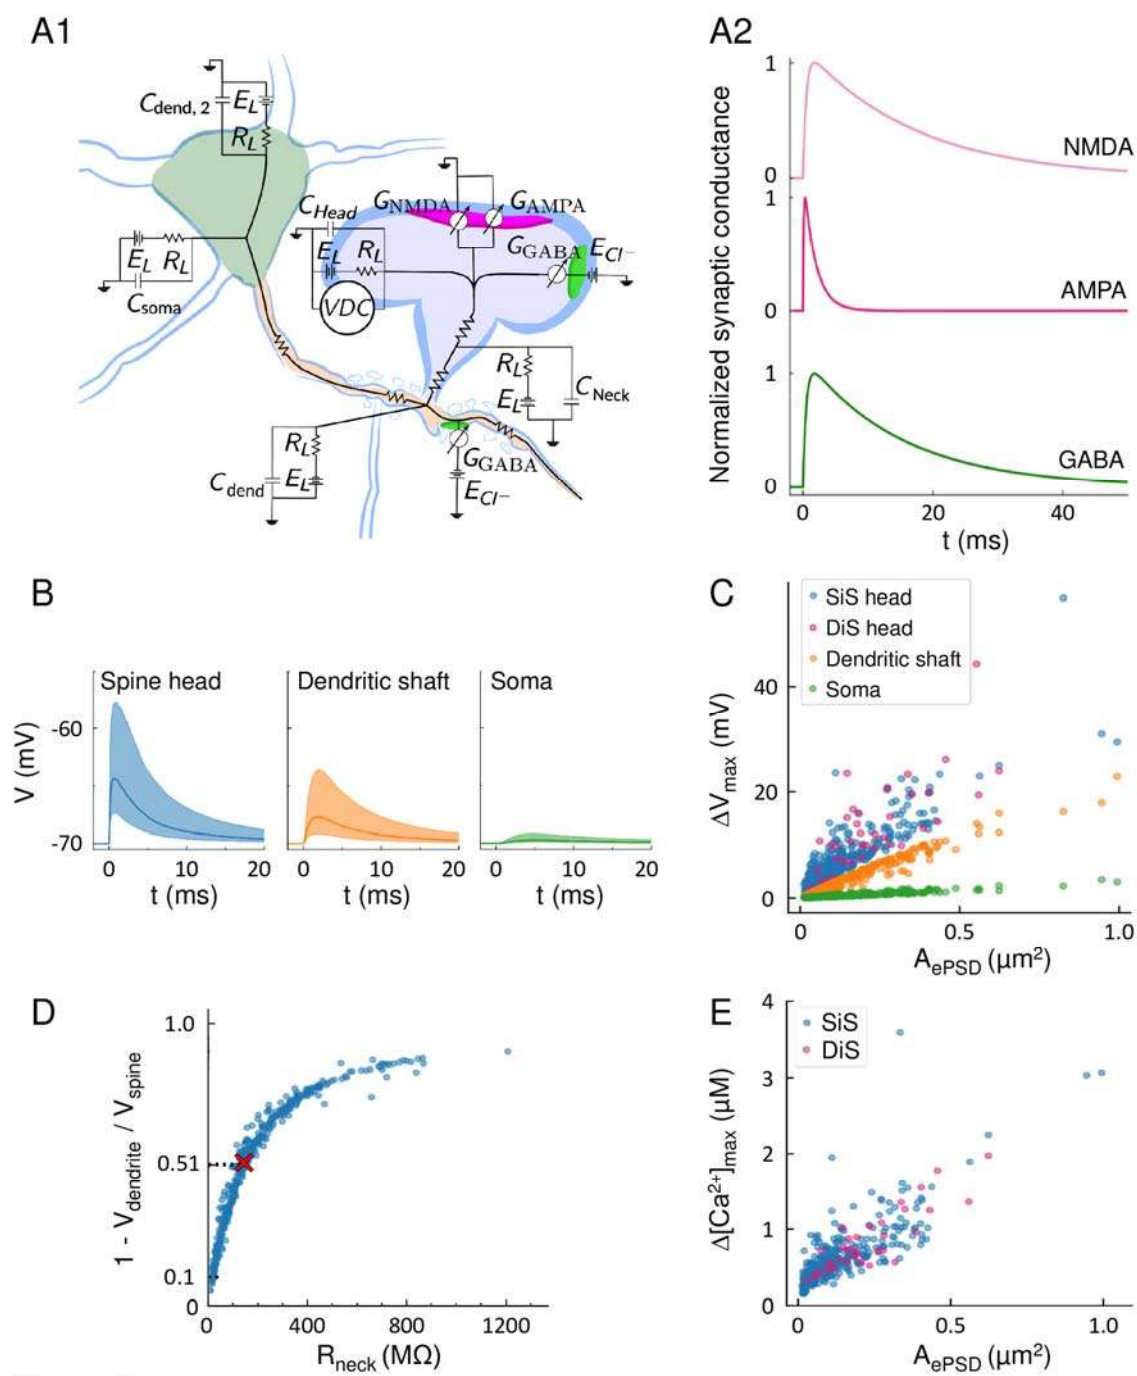 A1
C_dend, 2
E_L
R_L
C_Head
G_NMDA
G_AMPA
G_GABA
E_Cl−
E_L
R_L
VDC
E_L
R_L
C_soma
R_L
E_L
C_Neck
R_L
E_L
C_dend
G_GABA
E_Cl−
A2
Normalized synaptic conductance
1
0
NMDA
1
0
AMPA
1
0
GABA
0
20
40
t (ms)
B
V (mV)
-60
-70
Spine head
0 10 20
t (ms)
Dendritic shaft
0 10 20
t (ms)
Soma
0 10 20
t (ms)
C
SiS head
DiS head
Dendritic shaft
Soma
ΔV_max (mV)
40
20
0
0 0.5 1.0
A_ePSD (μm²)
D
1 - V_dendrite / V_spine
1.0
0.51
0.1
0
0 400 800 1200
R_neck (MΩ)
E
SiS
DiS
Δ[Ca²⁺]_max (μM)
4
3
2
1
0
0 0.5 1.0
A_ePSD (μm²)